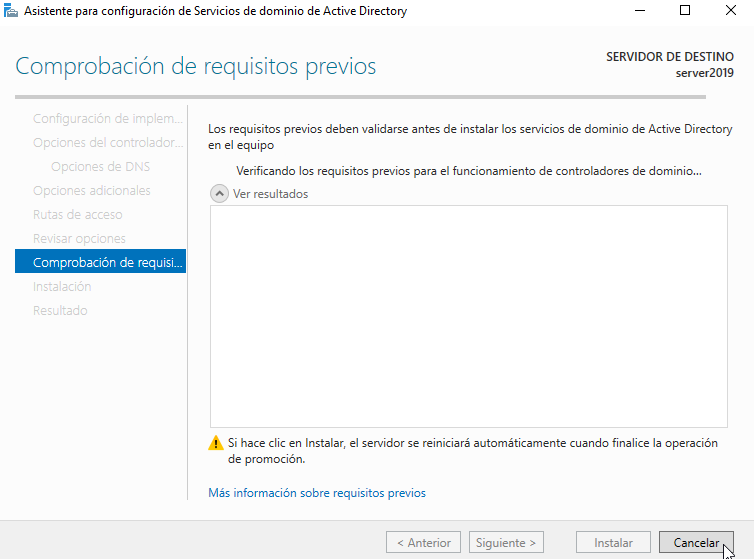 Asistente para configuración de Servicios de dominio de Active Directory
Comprobación de requisitos previos
SERVIDOR DE DESTINO
server2019
Configuración de implem...
Opciones del controlador...
Opciones de DNS
Opciones adicionales
Rutas de acceso
Revisar opciones
Comprobación de requisi...
Instalación
Resultado
Los requisitos previos deben validarse antes de instalar los servicios de dominio de Active Directory
en el equipo
Verificando los requisitos previos para el funcionamiento de controladores de dominio...
Ver resultados
Si hace clic en Instalar, el servidor se reiniciará automáticamente cuando finalice la operación
de promoción.
Más información sobre requisitos previos
< Anterior
Siguiente >
Instalar
Cancelar